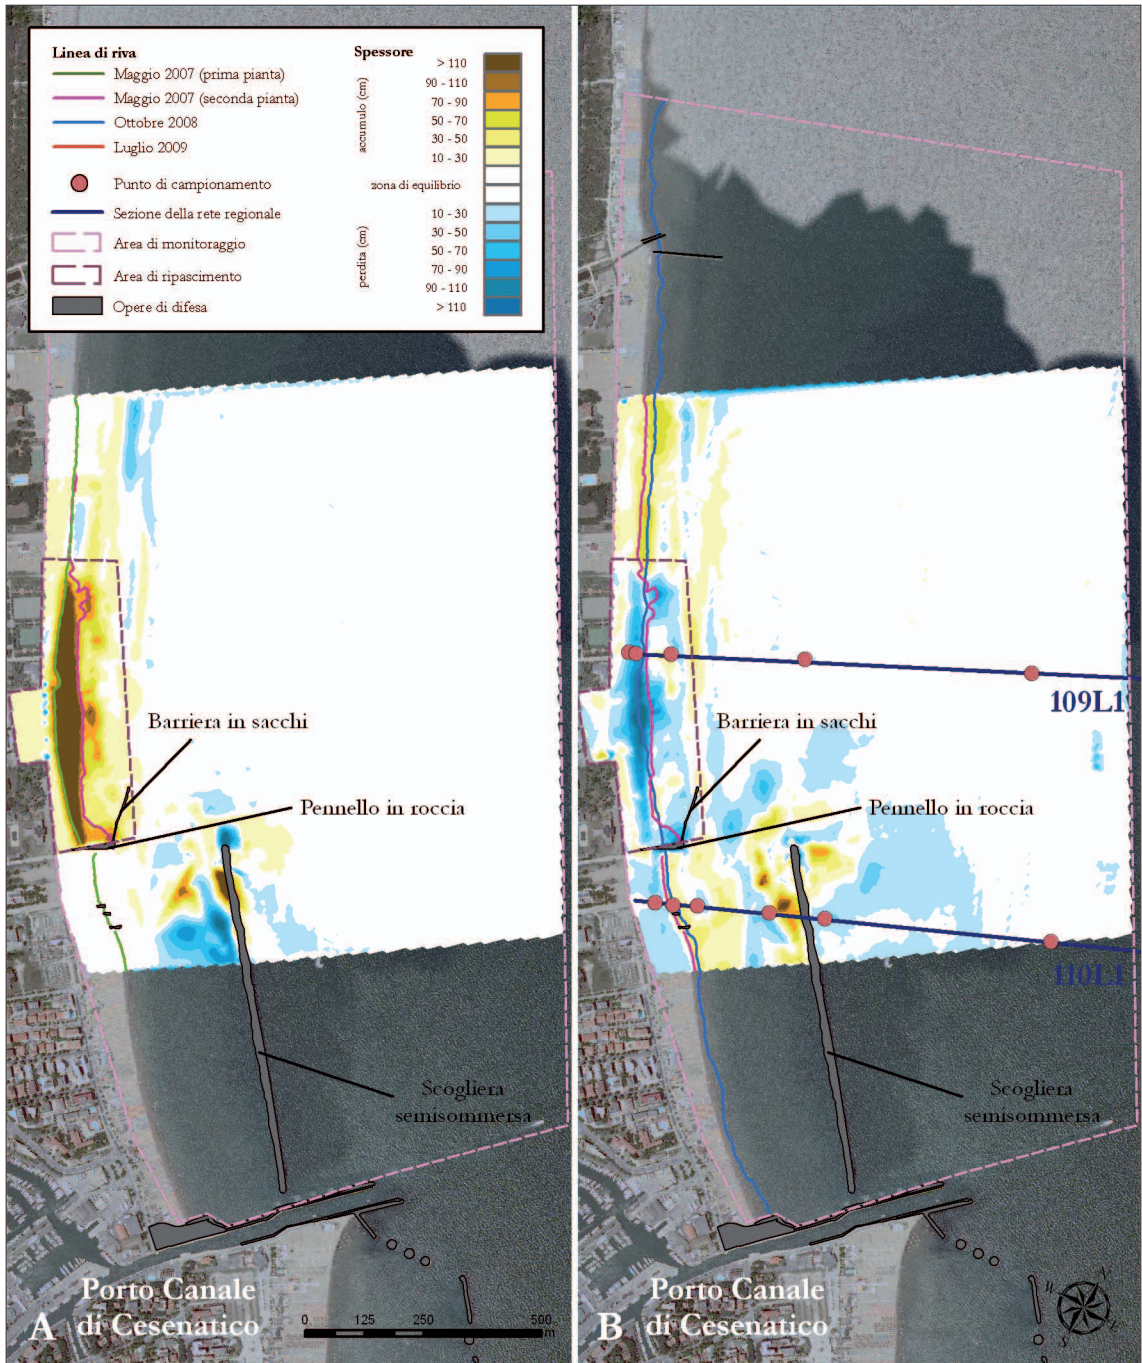 Linea di riva
Maggio 2007 (prima pianta)
Maggio 2007 (seconda pianta)
Ottobre 2008
Luglio 2009
Punto di campionamento
Sezione della rete regionale
Area di monitoraggio
Area di ripascimento
Opere di difesa
Spessore
accumulo (cm)
> 110
90 - 110
70 - 90
50 - 70
30 - 50
10 - 30
zona di equilibrio
perdita (cm)
10 - 30
30 - 50
50 - 70
70 - 90
90 - 110
> 110
Barriera in sacchi
Pennello in roccia
Scogliera
semisommersa
Porto Canale
di Cesenatico
A
0 125 250 500
m
109L1
Barriera in sacchi
Pennello in roccia
110L1
Scogliera
semisommersa
Porto Canale
di Cesenatico
B
N
E
S